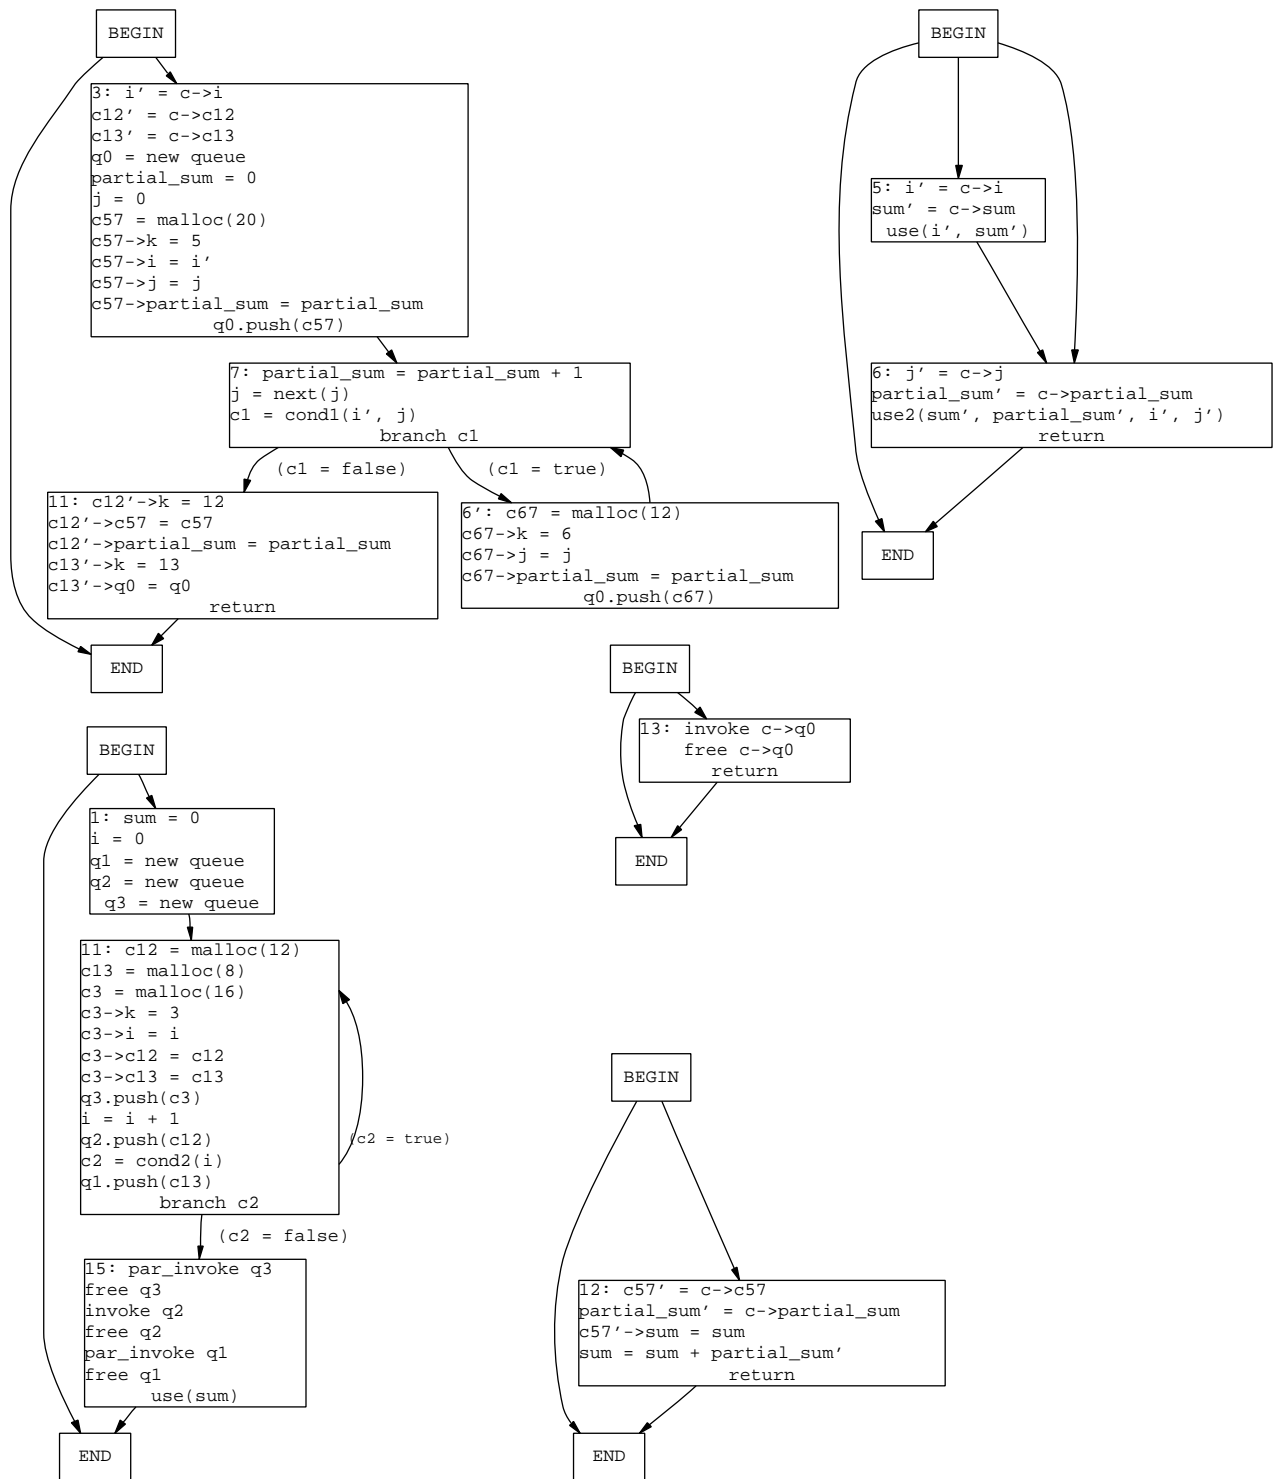 BEGIN
3: i' = c->i
c12' = c->c12
c13' = c->c13
q0 = new queue
partial_sum = 0
j = 0
c57 = malloc(20)
c57->k = 5
c57->i = i'
c57->j = j
c57->partial_sum = partial_sum
q0.push(c57)
7: partial_sum = partial_sum + 1
j = next(j)
c1 = cond1(i', j)
branch c1
(c1 = false)
(c1 = true)
11: c12'->k = 12
c12'->c57 = c57
c12'->partial_sum = partial_sum
c13'->k = 13
c13'->q0 = q0
return
6': c67 = malloc(12)
c67->k = 6
c67->j = j
c67->partial_sum = partial_sum
q0.push(c67)
END
BEGIN
5: i' = c->i
sum' = c->sum
use(i', sum')
6: j' = c->j
partial_sum' = c->partial_sum
use2(sum', partial_sum', i', j')
return
END
BEGIN
13: invoke c->q0
free c->q0
return
END
BEGIN
1: sum = 0
i = 0
q1 = new queue
q2 = new queue
q3 = new queue
11: c12 = malloc(12)
c13 = malloc(8)
c3 = malloc(16)
c3->k = 3
c3->i = i
c3->c12 = c12
c3->c13 = c13
q3.push(c3)
i = i + 1
q2.push(c12)
c2 = cond2(i)
q1.push(c13)
branch c2
(c2 = true)
(c2 = false)
15: par_invoke q3
free q3
invoke q2
free q2
par_invoke q1
free q1
use(sum)
END
BEGIN
12: c57' = c->c57
partial_sum' = c->partial_sum
c57'->sum = sum
sum = sum + partial_sum'
return
END